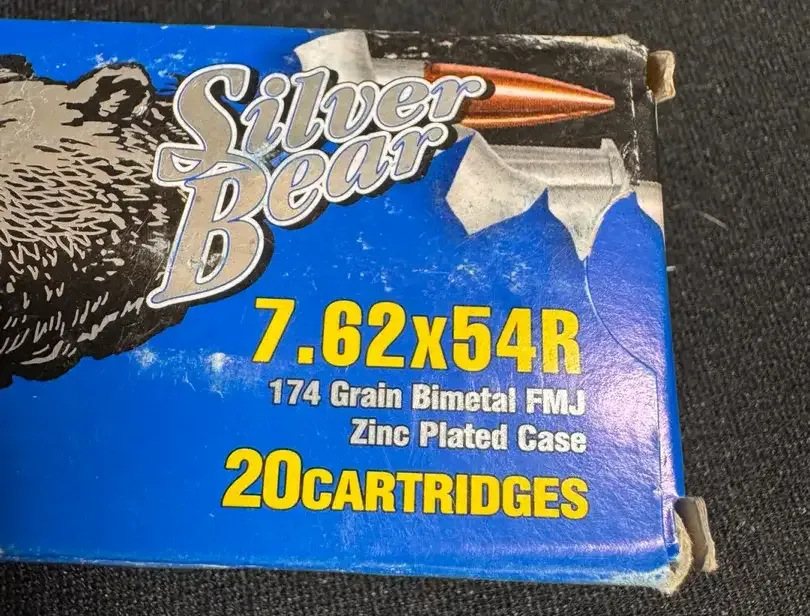 Silver
Bear
7.62x54R
174 Grain Bimetal FMJ
Zinc Plated Case
20CARTRIDGES